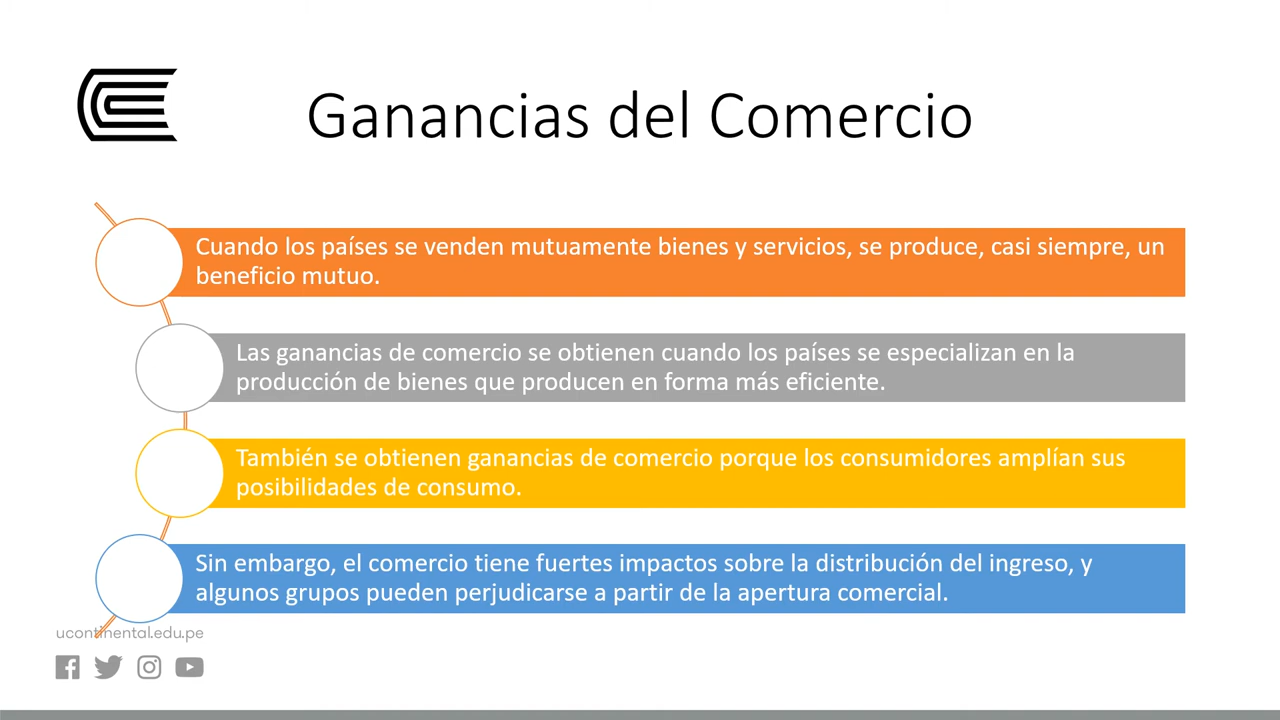 Ganancias del Comercio
Cuando los países se venden mutuamente bienes y servicios, se produce, casi siempre, un
beneficio mutuo.
Las ganancias de comercio se obtienen cuando los países se especializan en la
producción de bienes que producen en forma más eficiente.
También se obtienen ganancias de comercio porque los consumidores amplían sus
posibilidades de consumo.
Sin embargo, el comercio tiene fuertes impactos sobre la distribución del ingreso, y
algunos grupos pueden perjudicarse a partir de la apertura comercial.
ucontinental.edu.pe